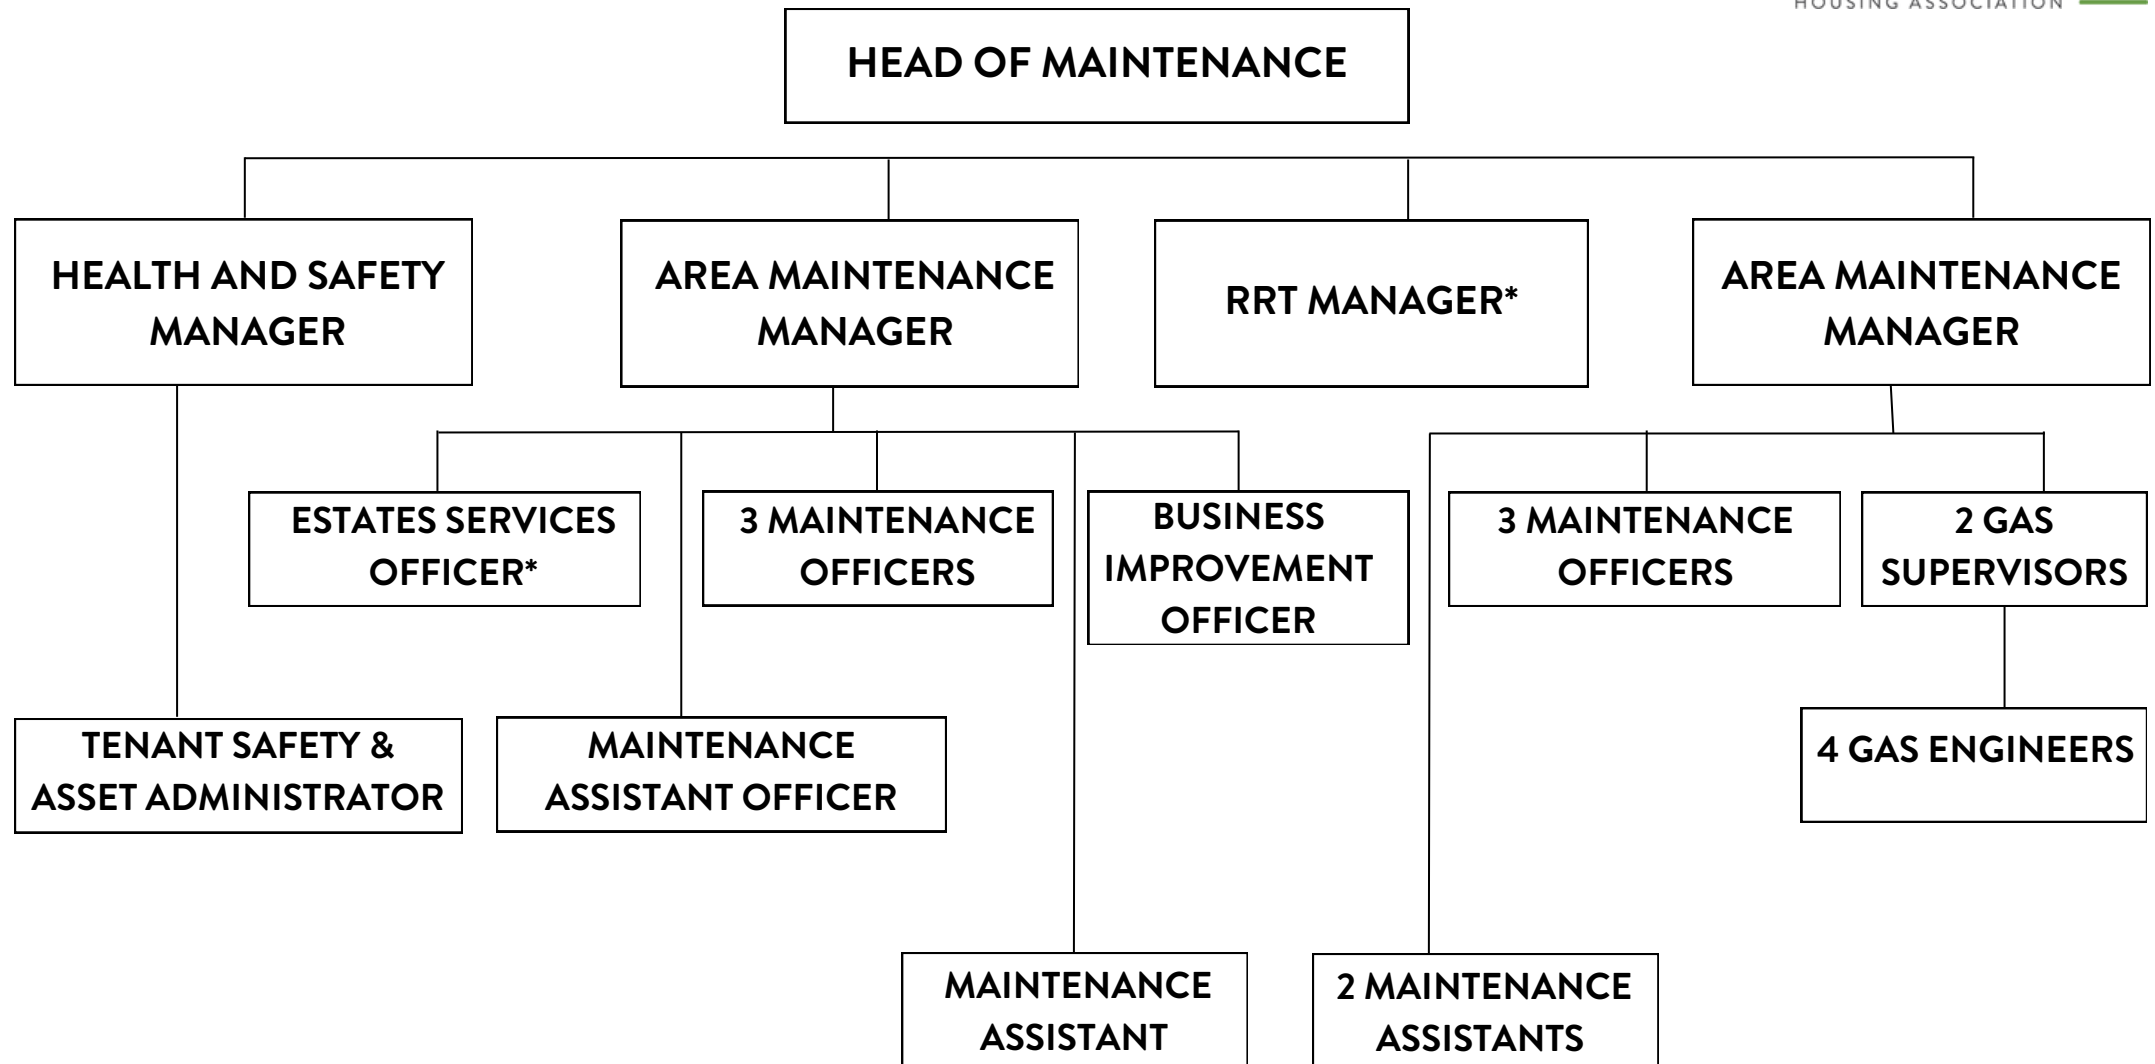 HOUSING ASSOCIATION
HEAD OF MAINTENANCE
HEALTH AND SAFETY
MANAGER
AREA MAINTENANCE
MANAGER
RRT MANAGER*
AREA MAINTENANCE
MANAGER
ESTATES SERVICES
OFFICER*
3 MAINTENANCE
OFFICERS
BUSINESS
IMPROVEMENT
OFFICER
3 MAINTENANCE
OFFICERS
2 GAS
SUPERVISORS
TENANT SAFETY &
ASSET ADMINISTRATOR
MAINTENANCE
ASSISTANT OFFICER
4 GAS ENGINEERS
MAINTENANCE
ASSISTANT
2 MAINTENANCE
ASSISTANTS